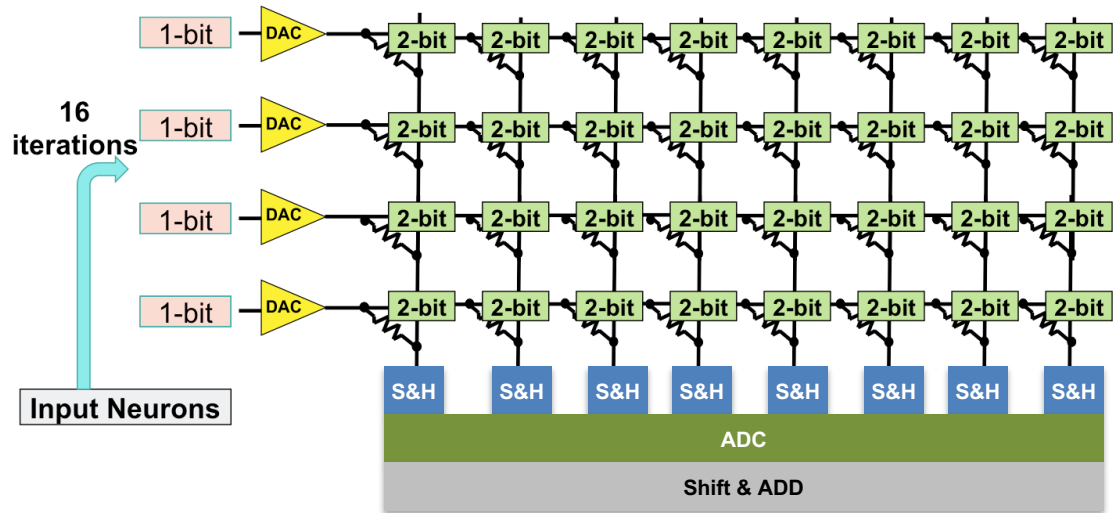 1-bit DAC 2-bit 2-bit 2-bit 2-bit 2-bit 2-bit 2-bit 2-bit
16
iterations
1-bit DAC 2-bit 2-bit 2-bit 2-bit 2-bit 2-bit 2-bit 2-bit
1-bit DAC 2-bit 2-bit 2-bit 2-bit 2-bit 2-bit 2-bit 2-bit
1-bit DAC 2-bit 2-bit 2-bit 2-bit 2-bit 2-bit 2-bit 2-bit
Input Neurons
S&H S&H S&H S&H S&H S&H S&H S&H
ADC
Shift & ADD